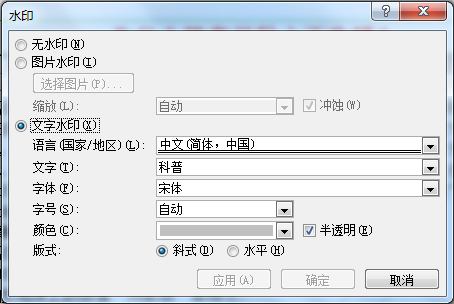 水印
无水印(N)
图片水印(I)
选择图片(P)...
缩放(L): 自动 冲蚀(W)
文字水印(X)
语言(国家/地区)(L): 中文(简体，中国)
文字(T): 科普
字体(F): 宋体
字号(S): 自动
颜色(C): 半透明(E)
版式: 斜式(D) 水平(H)
应用(A) 确定 取消